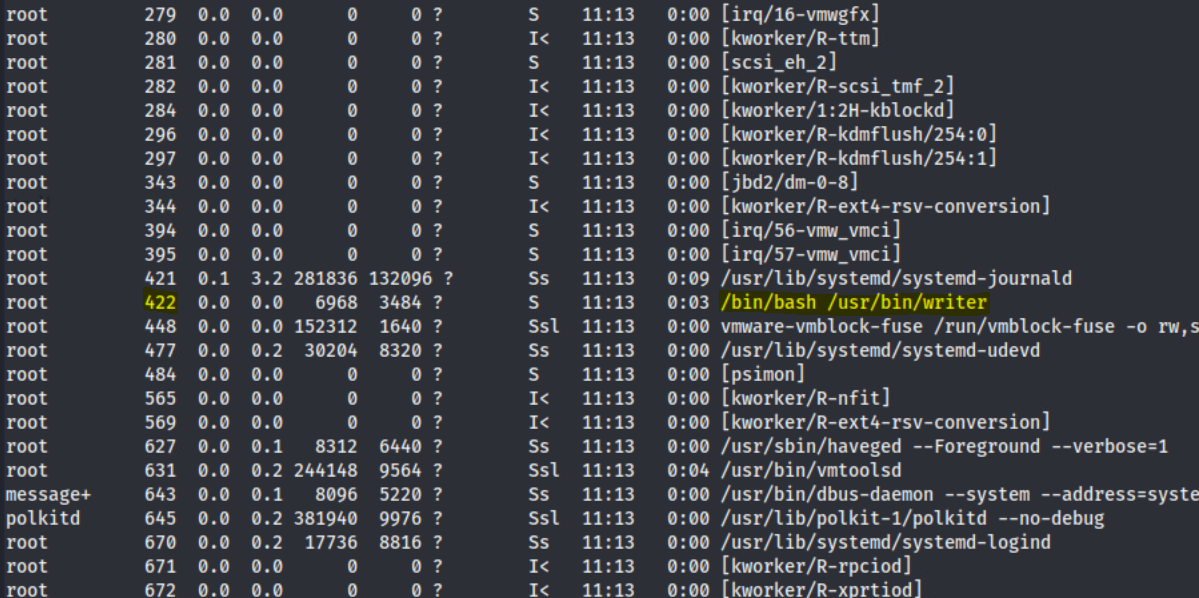 root 279 0.0 0.0 0 0 ? S 11:13 0:00 [irq/16-vmwgfx]
root 280 0.0 0.0 0 0 ? I< 11:13 0:00 [kworker/R-ttm]
root 281 0.0 0.0 0 0 ? S 11:13 0:00 [scsi_eh_2]
root 282 0.0 0.0 0 0 ? I< 11:13 0:00 [kworker/R-scsi_tmf_2]
root 284 0.0 0.0 0 0 ? I< 11:13 0:00 [kworker/1:2H-kblockd]
root 296 0.0 0.0 0 0 ? I< 11:13 0:00 [kworker/R-kdmflush/254:0]
root 297 0.0 0.0 0 0 ? I< 11:13 0:00 [kworker/R-kdmflush/254:1]
root 343 0.0 0.0 0 0 ? S 11:13 0:00 [jbd2/dm-0-8]
root 344 0.0 0.0 0 0 ? I< 11:13 0:00 [kworker/R-ext4-rsv-conversion]
root 394 0.0 0.0 0 0 ? S 11:13 0:00 [irq/56-vmw_vmci]
root 395 0.0 0.0 0 0 ? S 11:13 0:00 [irq/57-vmw_vmci]
root 421 0.1 3.2 281836 132096 ? Ss 11:13 0:09 /usr/lib/systemd/systemd-journald
root 422 0.0 0.0 6968 3484 ? S 11:13 0:03 /bin/bash /usr/bin/writer
root 448 0.0 0.0 152312 1640 ? Ssl 11:13 0:00 vmware-vmblock-fuse /run/vmblock-fuse -o rw,s
root 477 0.0 0.2 30204 8320 ? Ss 11:13 0:00 /usr/lib/systemd/systemd-udevd
root 484 0.0 0.0 0 0 ? S 11:13 0:00 [psimon]
root 565 0.0 0.0 0 0 ? I< 11:13 0:00 [kworker/R-nfit]
root 569 0.0 0.0 0 0 ? I< 11:13 0:00 [kworker/R-ext4-rsv-conversion]
root 627 0.0 0.1 8312 6440 ? Ss 11:13 0:00 /usr/sbin/haveged --Foreground --verbose=1
root 631 0.0 0.2 244148 9564 ? Ssl 11:13 0:04 /usr/bin/vmtoolsd
message+ 643 0.0 0.1 8096 5220 ? Ss 11:13 0:00 /usr/bin/dbus-daemon --system --address=syste
polkitd 645 0.0 0.2 381940 9976 ? Ssl 11:13 0:00 /usr/lib/polkit-1/polkitd --no-debug
root 670 0.0 0.2 17736 8816 ? Ss 11:13 0:00 /usr/lib/systemd/systemd-logind
root 671 0.0 0.0 0 0 ? I< 11:13 0:00 [kworker/R-rpciod]
root 672 0.0 0.0 0 0 ? I< 11:13 0:00 [kworker/R-xprtiod]